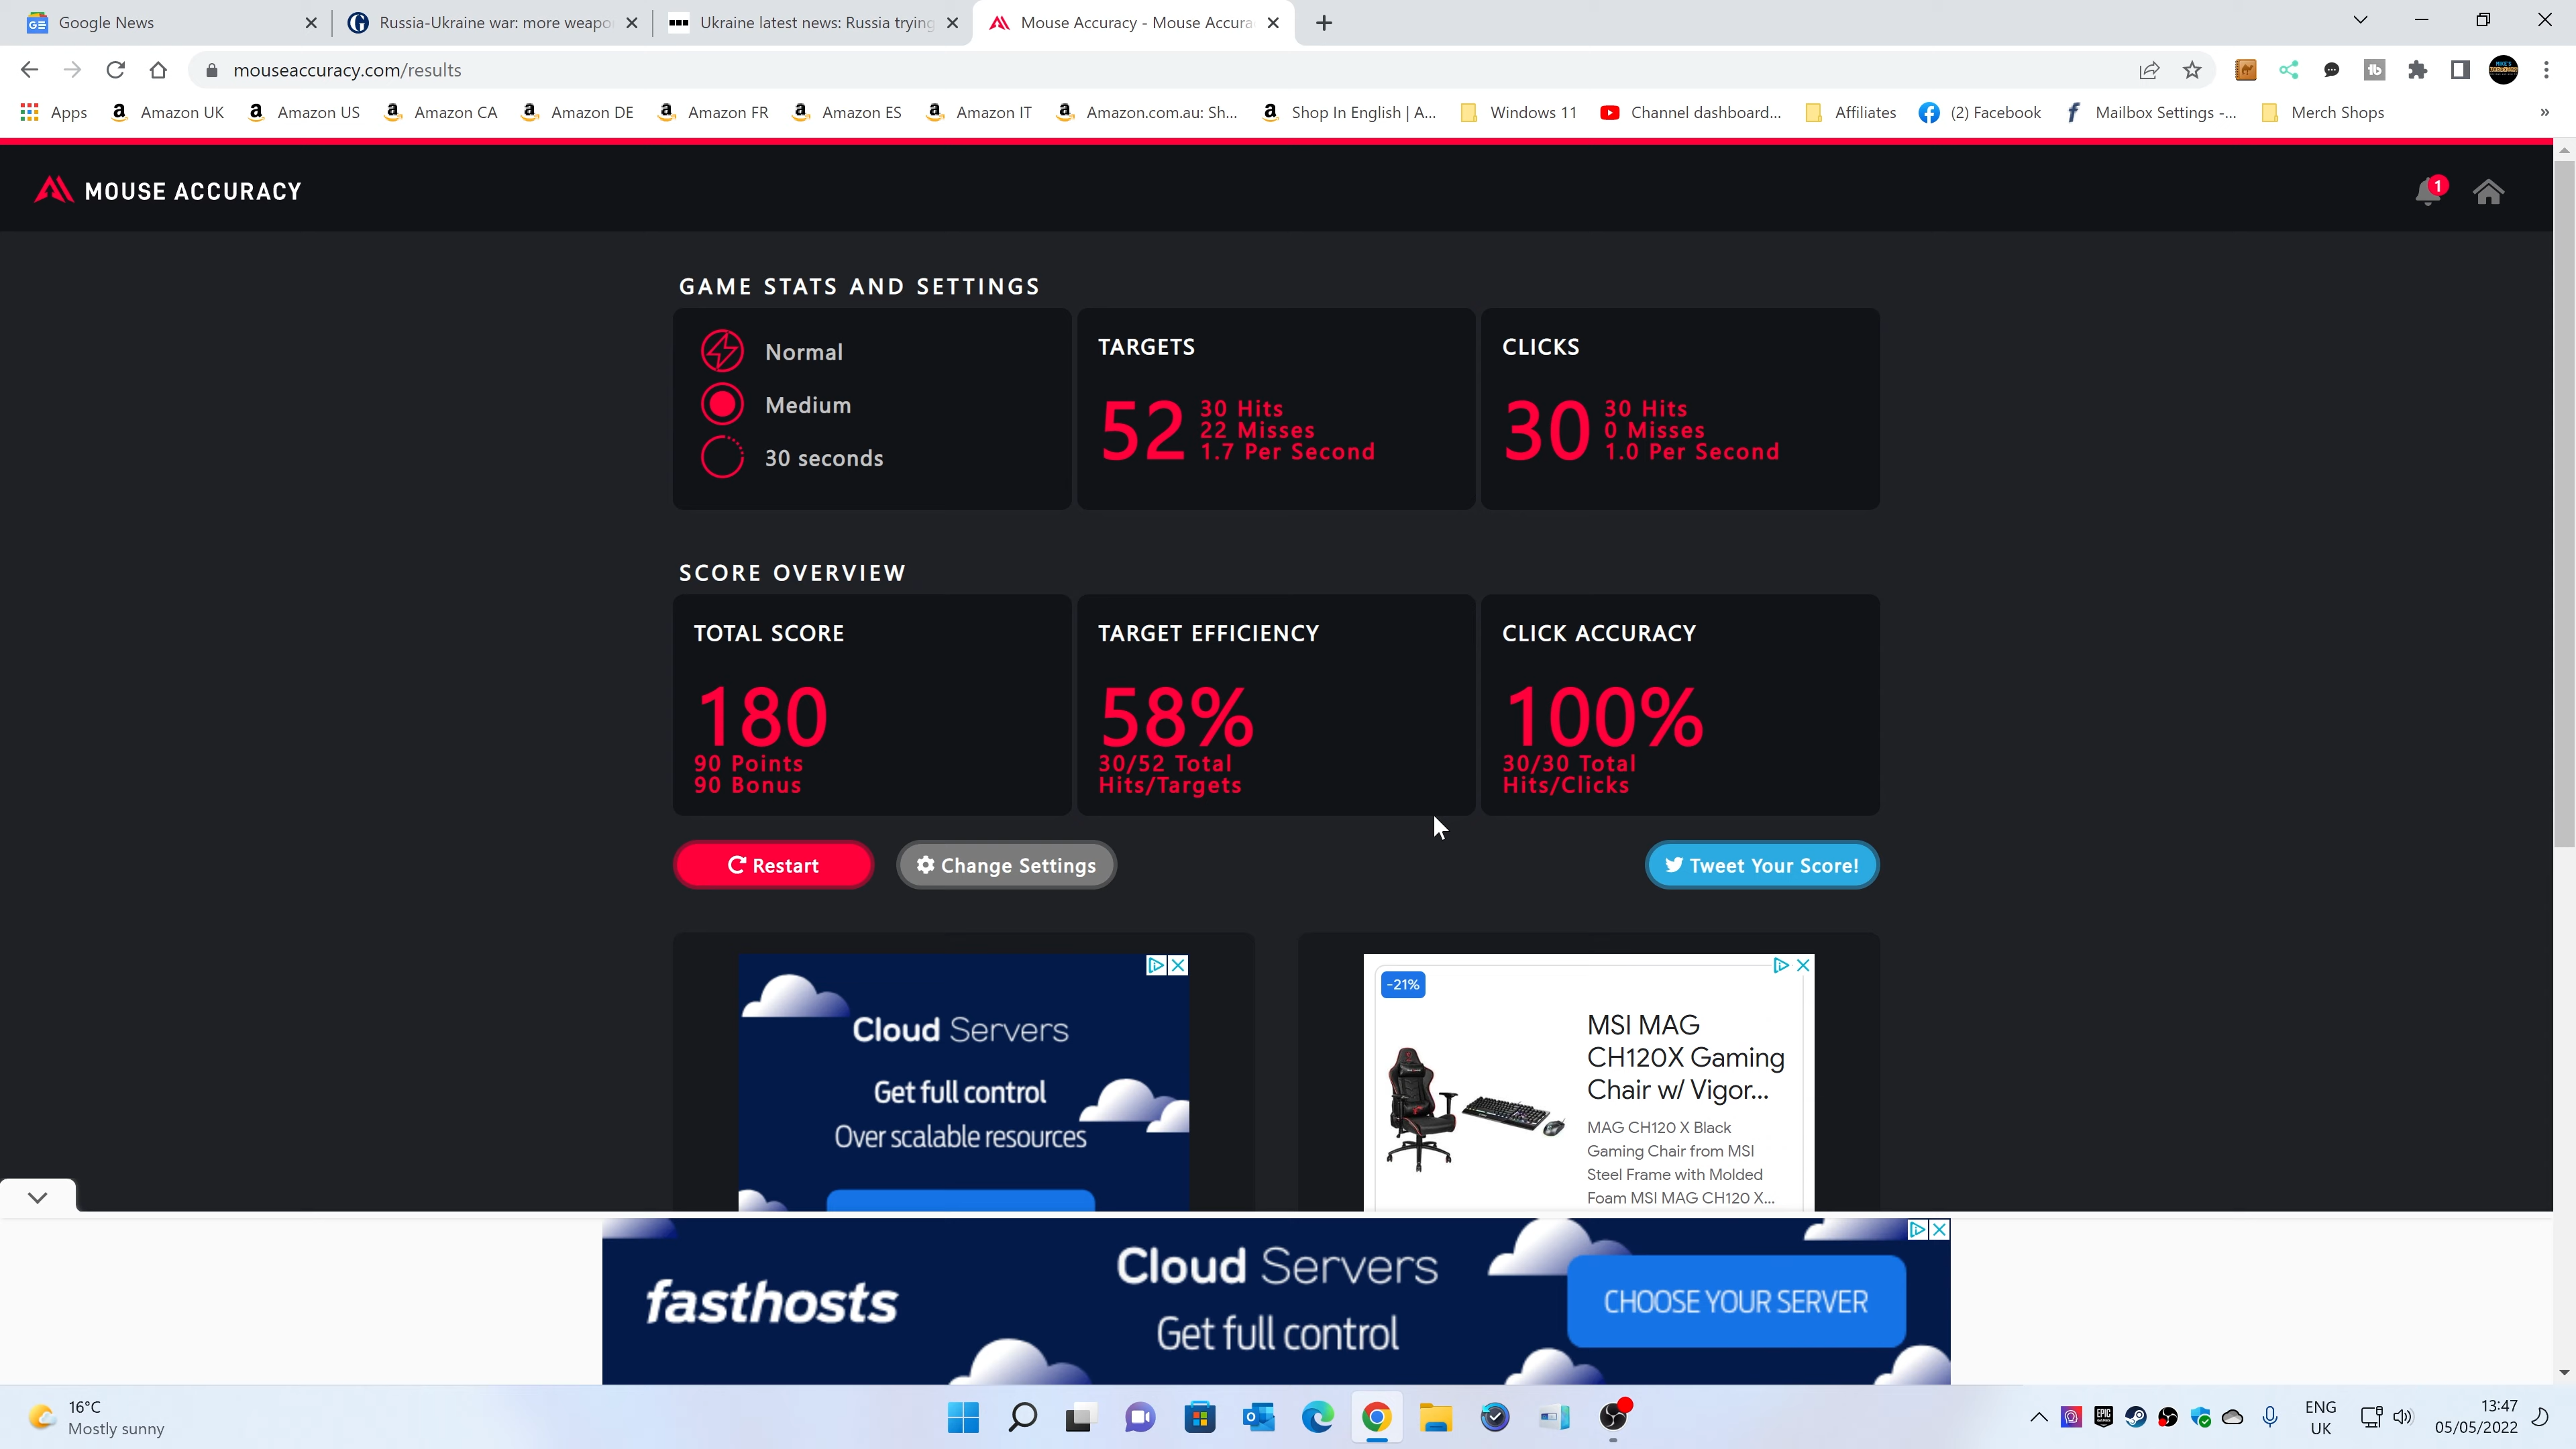 Google News
Russia-Ukraine war: more weapo
Ukraine latest news: Russia trying
Mouse Accuracy - Mouse Accura
mouseaccuracy.com/results
Apps
Amazon UK
Amazon US
Amazon CA
Amazon DE
Amazon FR
Amazon ES
Amazon IT
Amazon.com.au: Sh...
Shop In English | A...
Windows 11
Channel dashboard...
Affiliates
(2) Facebook
Mailbox Settings -...
Merch Shops
»
MOUSE ACCURACY
1
GAME STATS AND SETTINGS
Normal
Medium
30 seconds
TARGETS
52
30 Hits
22 Misses
1.7 Per Second
CLICKS
30
30 Hits
0 Misses
1.0 Per Second
SCORE OVERVIEW
TOTAL SCORE
180
90 Points
90 Bonus
TARGET EFFICIENCY
58%
30/52 Total
Hits/Targets
CLICK ACCURACY
100%
30/30 Total
Hits/Clicks
Restart
Change Settings
Tweet Your Score!
Cloud Servers
Get full control
Over scalable resources
-21%
MSI MAG
CH120X Gaming
Chair w/ Vigor...
MAG CH120 X Black
Gaming Chair from MSI
Steel Frame with Molded
Foam MSI MAG CH120 X...
fasthosts
Cloud Servers
Get full control
CHOOSE YOUR SERVER
16°C
Mostly sunny
ENG
UK
13:47
05/05/2022